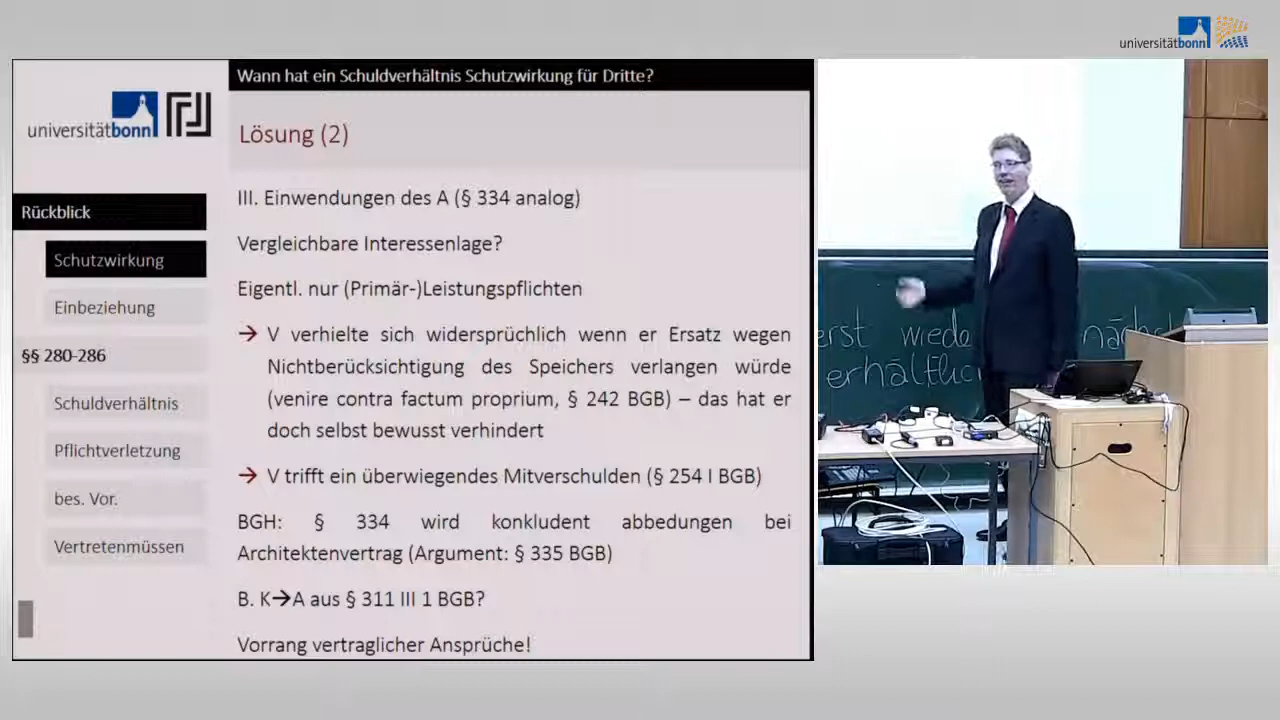 universitätbonn
Wann hat ein Schuldverhältnis Schutzwirkung für Dritte?
universitätbonn
Lösung (2)
Rückblick
Schutzwirkung
Einbeziehung
§§ 280-286
Schuldverhältnis
Pflichtverletzung
bes. Vor.
Vertretenmüssen
III. Einwendungen des A (§ 334 analog)
Vergleichbare Interessenlage?
Eigentl. nur (Primär-)Leistungspflichten
→ V verhielte sich widersprüchlich wenn er Ersatz wegen
Nichtberücksichtigung des Speichers verlangen würde
(venire contra factum proprium, § 242 BGB) – das hat er
doch selbst bewusst verhindert
→ V trifft ein überwiegendes Mitverschulden (§ 254 I BGB)
BGH: § 334 wird konkludent abbedungen bei
Architektenvertrag (Argument: § 335 BGB)
B. K→A aus § 311 III 1 BGB?
Vorrang vertraglicher Ansprüche!
erst wiede näch
erhältlic